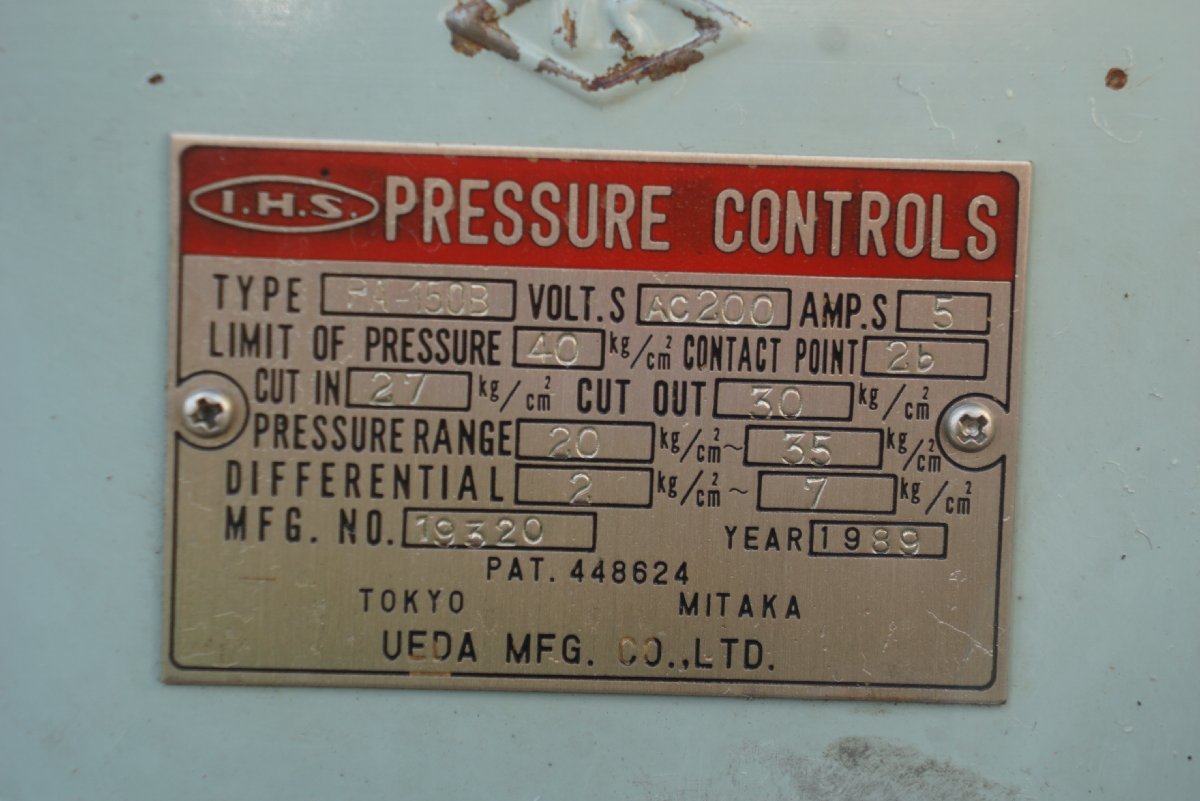 I.H.S. PRESSURE CONTROLS
TYPE PA-150B VOLT.S AC200 AMP.S 5
LIMIT OF PRESSURE 40 kg/cm² CONTACT POINT 2b
CUT IN 27 kg/cm² CUT OUT 30 kg/cm²
PRESSURE RANGE 20 kg/cm² ~ 35 kg/cm²
DIFFERENTIAL 2 kg/cm² ~ 7 kg/cm²
MFG. NO. 19320 YEAR 1989
PAT. 448624
TOKYO MITAKA
UEDA MFG. CO.,LTD.